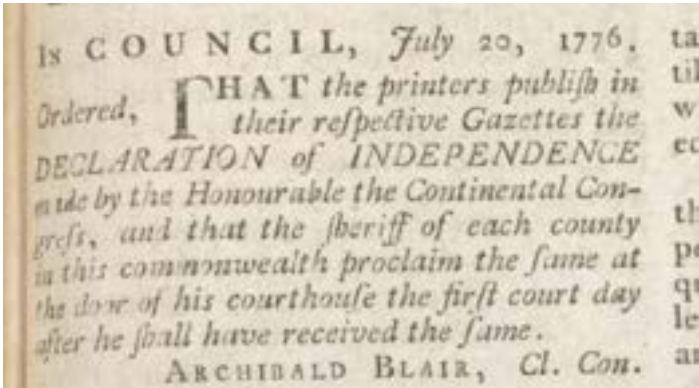 In COUNCIL, July 20, 1776.
Ordered, THAT the printers publiſh in
their reſpective Gazettes the
DECLARATION of INDEPENDENCE
made by the Honourable the Continental Con-
greſs, and that the ſheriff of each county
in this commonwealth proclaim the ſame at
the door of his courthouſe the firſt court day
after he ſhall have received the ſame.
ARCHIBALD BLAIR, Cl. Con.